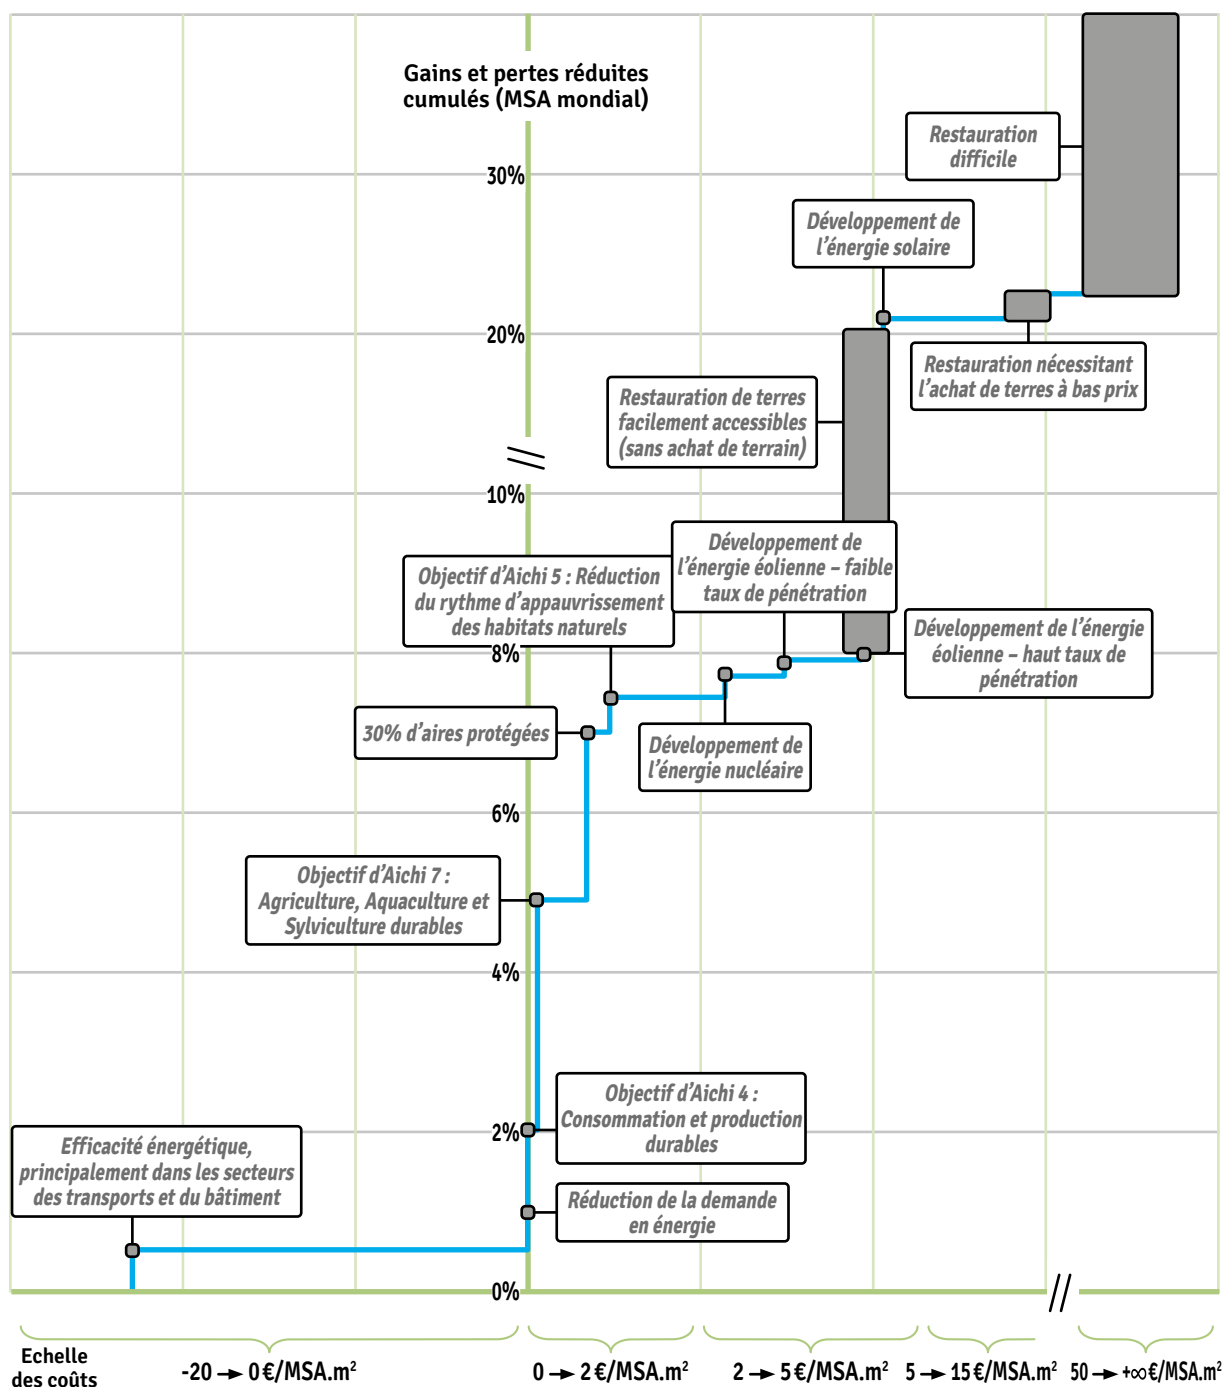 Gains et pertes réduites
cumulés (MSA mondial)
Restauration
difficile
30%
Développement de
l'énergie solaire
20%
Restauration nécessitant
l'achat de terres à bas prix
Restauration de terres
facilement accessibles
(sans achat de terrain)
10%
Développement de
l'énergie éolienne – faible
taux de pénétration
Objectif d'Aichi 5 : Réduction
du rythme d'appauvrissement
des habitats naturels
8%
Développement de l'énergie
éolienne – haut taux de
pénétration
30% d'aires protégées
Développement de
l'énergie nucléaire
6%
Objectif d'Aichi 7 :
Agriculture, Aquaculture et
Sylviculture durables
4%
Objectif d'Aichi 4 :
Consommation et production
durables
2%
Efficacité énergétique,
principalement dans les secteurs
des transports et du bâtiment
Réduction de la demande
en énergie
0%
Echelle
des coûts
-20 → 0 €/MSA.m²
0 → 2 €/MSA.m²
2 → 5 €/MSA.m²
5 → 15 €/MSA.m²
50 → +∞ €/MSA.m²